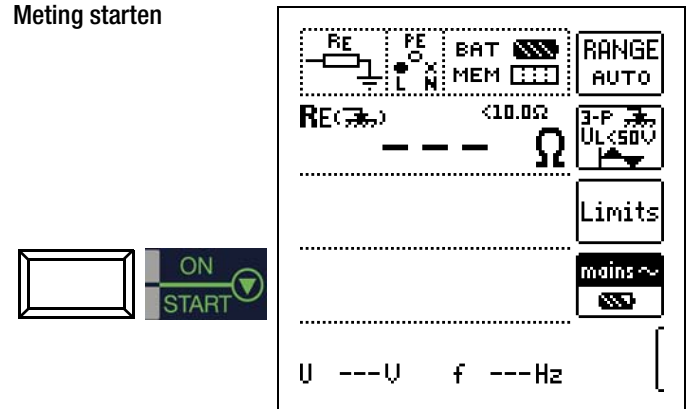 Meting starten
RE PE BAT RANGE
L N MEM AUTO
RE( ) <10.0Ω 3-P
--- Ω UL<50V
Limits
ON
START
mains~
U ---V f ---Hz